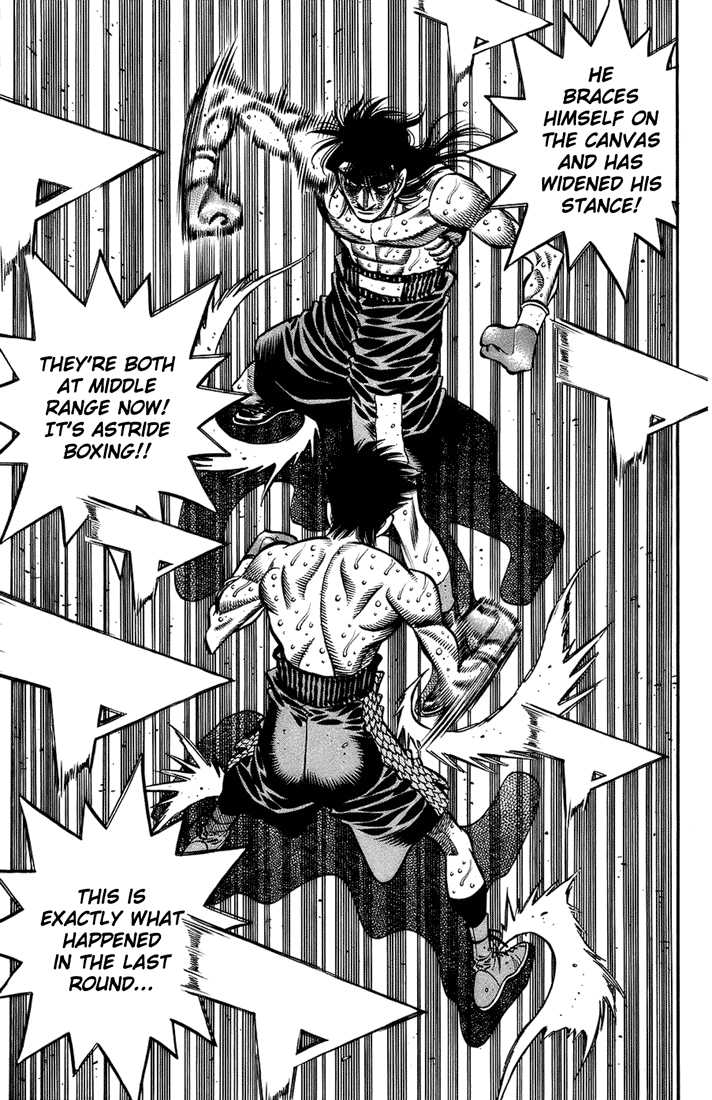 HE
BRACES
HIMSELF ON
THE CANVAS
AND HAS
WIDENED HIS
STANCE!
THEY'RE BOTH
AT MIDDLE
RANGE NOW!
IT'S ASTRIDE
BOXING!!
THIS IS
EXACTLY WHAT
HAPPENED
IN THE LAST
ROUND...